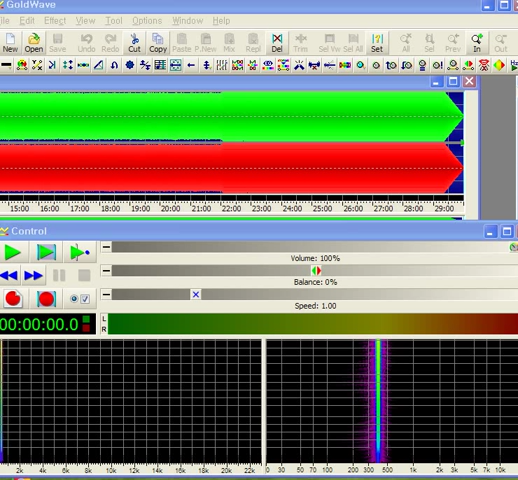 GoldWave
ile Edit Effect View Tool Options Window Help
New Open Save Undo Redo Cut Copy Paste P.New Mix Repl Del Trim Sel Vw Sel All Set All Sel Prev In Out
15:00 16:00 17:00 18:00 19:00 20:00 21:00 22:00 23:00 24:00 25:00 26:00 27:00 28:00 29:00
Control
Volume: 100%
Balance: 0%
Speed: 1.00
00:00:00.0
L
R
2k 4k 6k 8k 10k 12k 14k 16k 18k 20k 22k 0 30 50 70 100 200 300 500 1k 2k 3k 5k 7k 10k